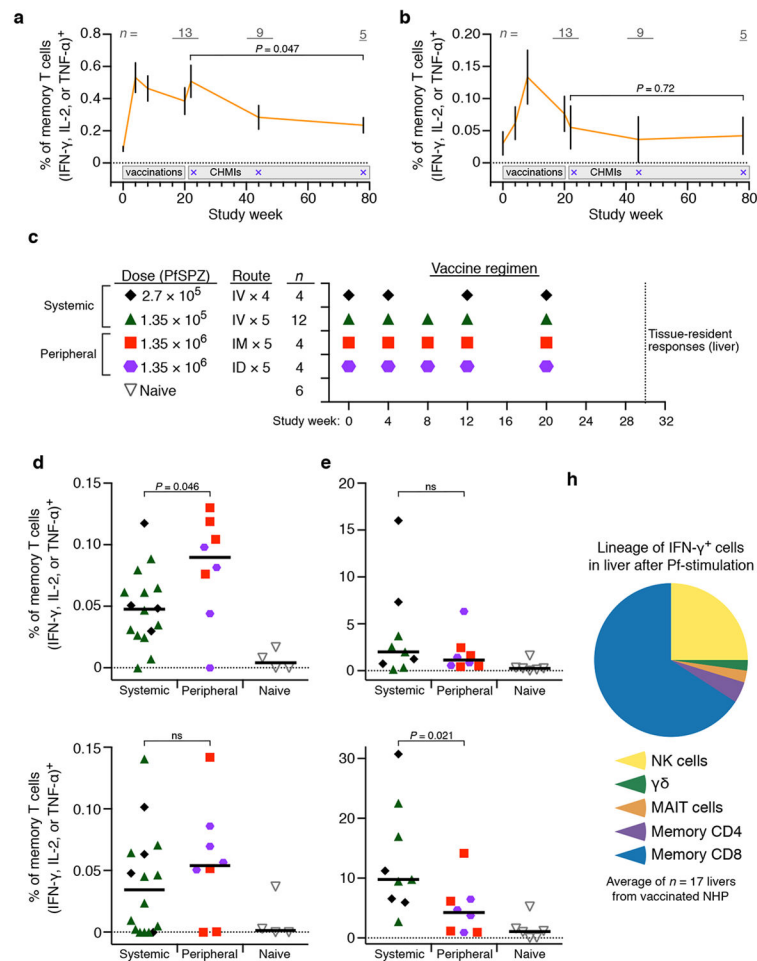 a
n =
13
9
5
P = 0.047
% of memory T cells
(IFN-γ, IL-2, or TNF-α)+
0.8
0.6
0.4
0.2
0
vaccinations
CHMIs
0
20
40
60
80
Study week
b
13
9
5
P = 0.72
% of memory T cells
(IFN-γ, IL-2, or TNF-α)+
0.20
0.15
0.10
0.05
0
vaccinations
CHMIs
0
20
40
60
80
Study week
c
Dose (PfSPZ) Route n Vaccine regimen
Systemic
2.7 × 10⁵ IV × 4 4
1.35 × 10⁵ IV × 5 12
Peripheral
1.35 × 10⁶ IM × 5 4
1.35 × 10⁶ ID × 5 4
Naive 6
Tissue-resident
responses (liver)
Study week: 0 4 8 12 16 20 24 28 32
d
P = 0.046
% of memory T cells
(IFN-γ, IL-2, or TNF-α)+
0.15
0.10
0.05
0
Systemic Peripheral Naive
e
ns
20
15
10
5
0
Systemic Peripheral Naive
h
Lineage of IFN-γ+ cells
in liver after Pf-stimulation
NK cells
γδ
MAIT cells
Memory CD4
Memory CD8
Average of n = 17 livers
from vaccinated NHP
ns
% of memory T cells
(IFN-γ, IL-2, or TNF-α)+
0.15
0.10
0.05
0
Systemic Peripheral Naive
P = 0.021
30
20
10
0
Systemic Peripheral Naive